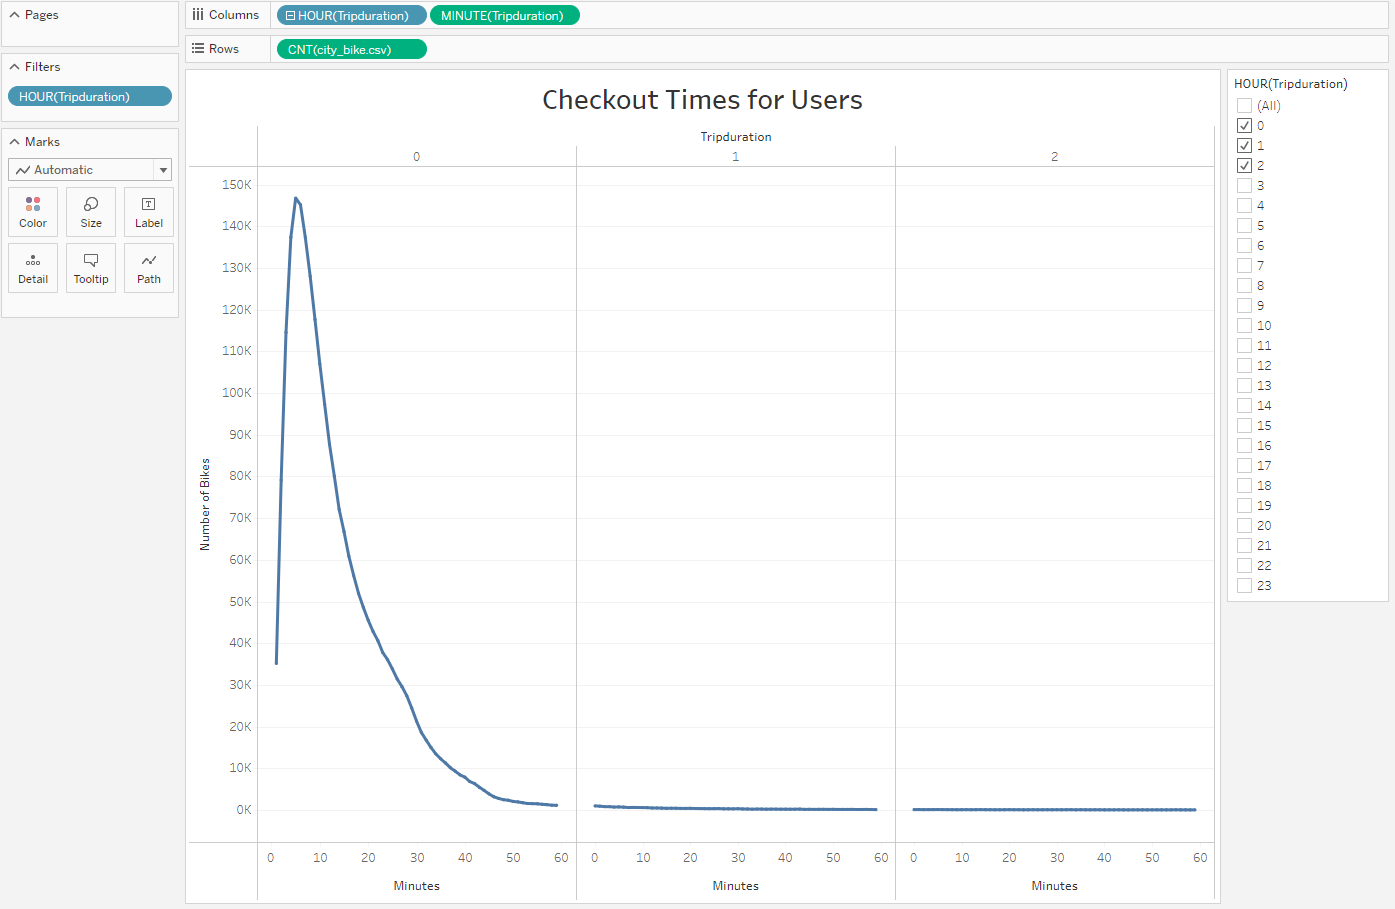 Pages
Filters
HOUR(Tripduration)
Marks
Automatic
Color
Size
Label
Detail
Tooltip
Path
Columns
HOUR(Tripduration)
MINUTE(Tripduration)
Rows
CNT(city_bike.csv)
Checkout Times for Users
Tripduration
0
1
2
Number of Bikes
150K
140K
130K
120K
110K
100K
90K
80K
70K
60K
50K
40K
30K
20K
10K
0K
0 10 20 30 40 50 60
0 10 20 30 40 50 60
0 10 20 30 40 50 60
Minutes
Minutes
Minutes
HOUR(Tripduration)
(All)
0
1
2
3
4
5
6
7
8
9
10
11
12
13
14
15
16
17
18
19
20
21
22
23